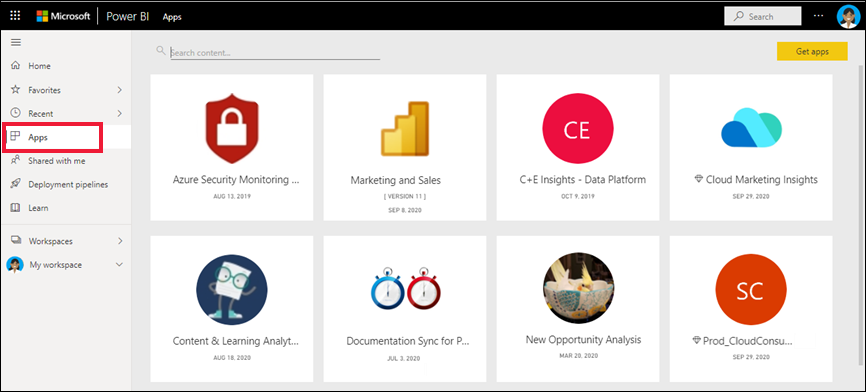 Microsoft Power BI Apps Search ...
Home
Favorites
Recent
Apps
Shared with me
Deployment pipelines
Learn
Workspaces
My workspace
Search content...
Get apps
Azure Security Monitoring ...
AUG 13, 2019
Marketing and Sales
[ VERSION 11 ]
SEP 8, 2020
CE
C+E Insights - Data Platform
OCT 9, 2019
Cloud Marketing Insights
SEP 29, 2020
Content & Learning Analyt...
AUG 18, 2020
Documentation Sync for P...
JUL 3, 2020
New Opportunity Analysis
MAR 20, 2020
SC
Prod_CloudConsu...
SEP 29, 2020